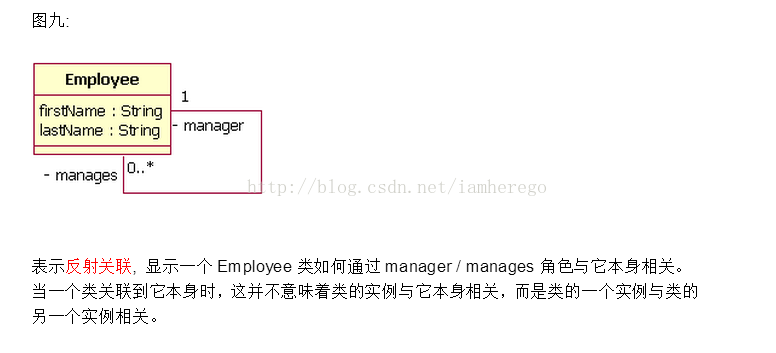 图九:
Employee
1
firstName : String
- manager
lastName : String
0..*
- manages
http://blog.csdn.net/iamherego
表示反射关联, 显示一个 Employee 类如何通过 manager / manages 角色与它本身相关。
当一个类关联到它本身时，这并不意味着类的实例与它本身相关，而是类的一个实例与类的
另一个实例相关。